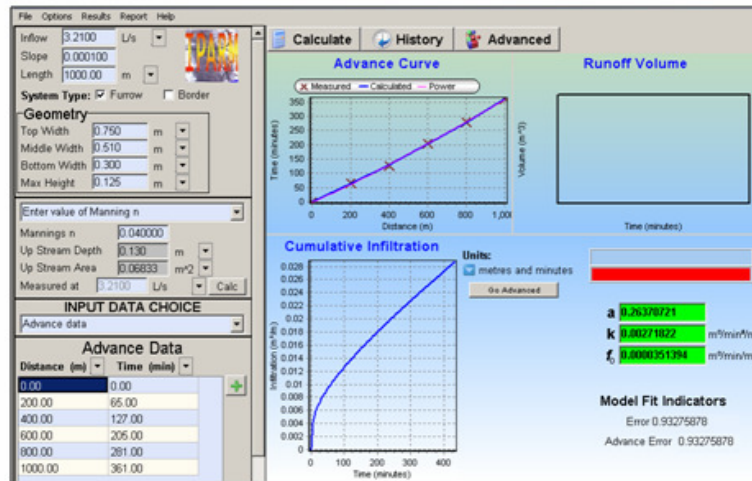 File Options Results Report Help
Inflow 3.2100 L/s
Slope 0.000100
Length 1000.00 m
IPARM
System Type: Furrow Border
Geometry
Top Width 0.750 m
Middle Width 0.510 m
Bottom Width 0.300 m
Max Height 0.125 m
Enter value of Manning n
Mannings n 0.040000
Up Stream Depth 0.130 m
Up Stream Area 0.06833 m^2
Measured at 3.2100 L/s Calc
INPUT DATA CHOICE
Advance data
Advance Data
Distance (m) Time (min)
0.00 0.00
200.00 65.00
400.00 127.00
600.00 205.00
800.00 281.00
1000.00 361.00
Calculate History Advanced
Advance Curve
Measured Calculated Power
Time (minutes)
350
300
250
200
150
100
50
0
0 200 400 600 800 1,000
Distance (m)
Runoff Volume
Volume (m^3)
Time (minutes)
Cumulative Infiltration
Infiltration (m³/m)
0.028
0.026
0.024
0.022
0.02
0.018
0.016
0.014
0.012
0.01
0.008
0.006
0.004
0.002
0
0 100 200 300 400
Time (minutes)
Units:
metres and minutes
Go Advanced
a 0.26370721
k 0.00271822
f0 0.0000351394 m³/min/m
Model Fit Indicators
Error 0.93275878
Advance Error 0.93275878